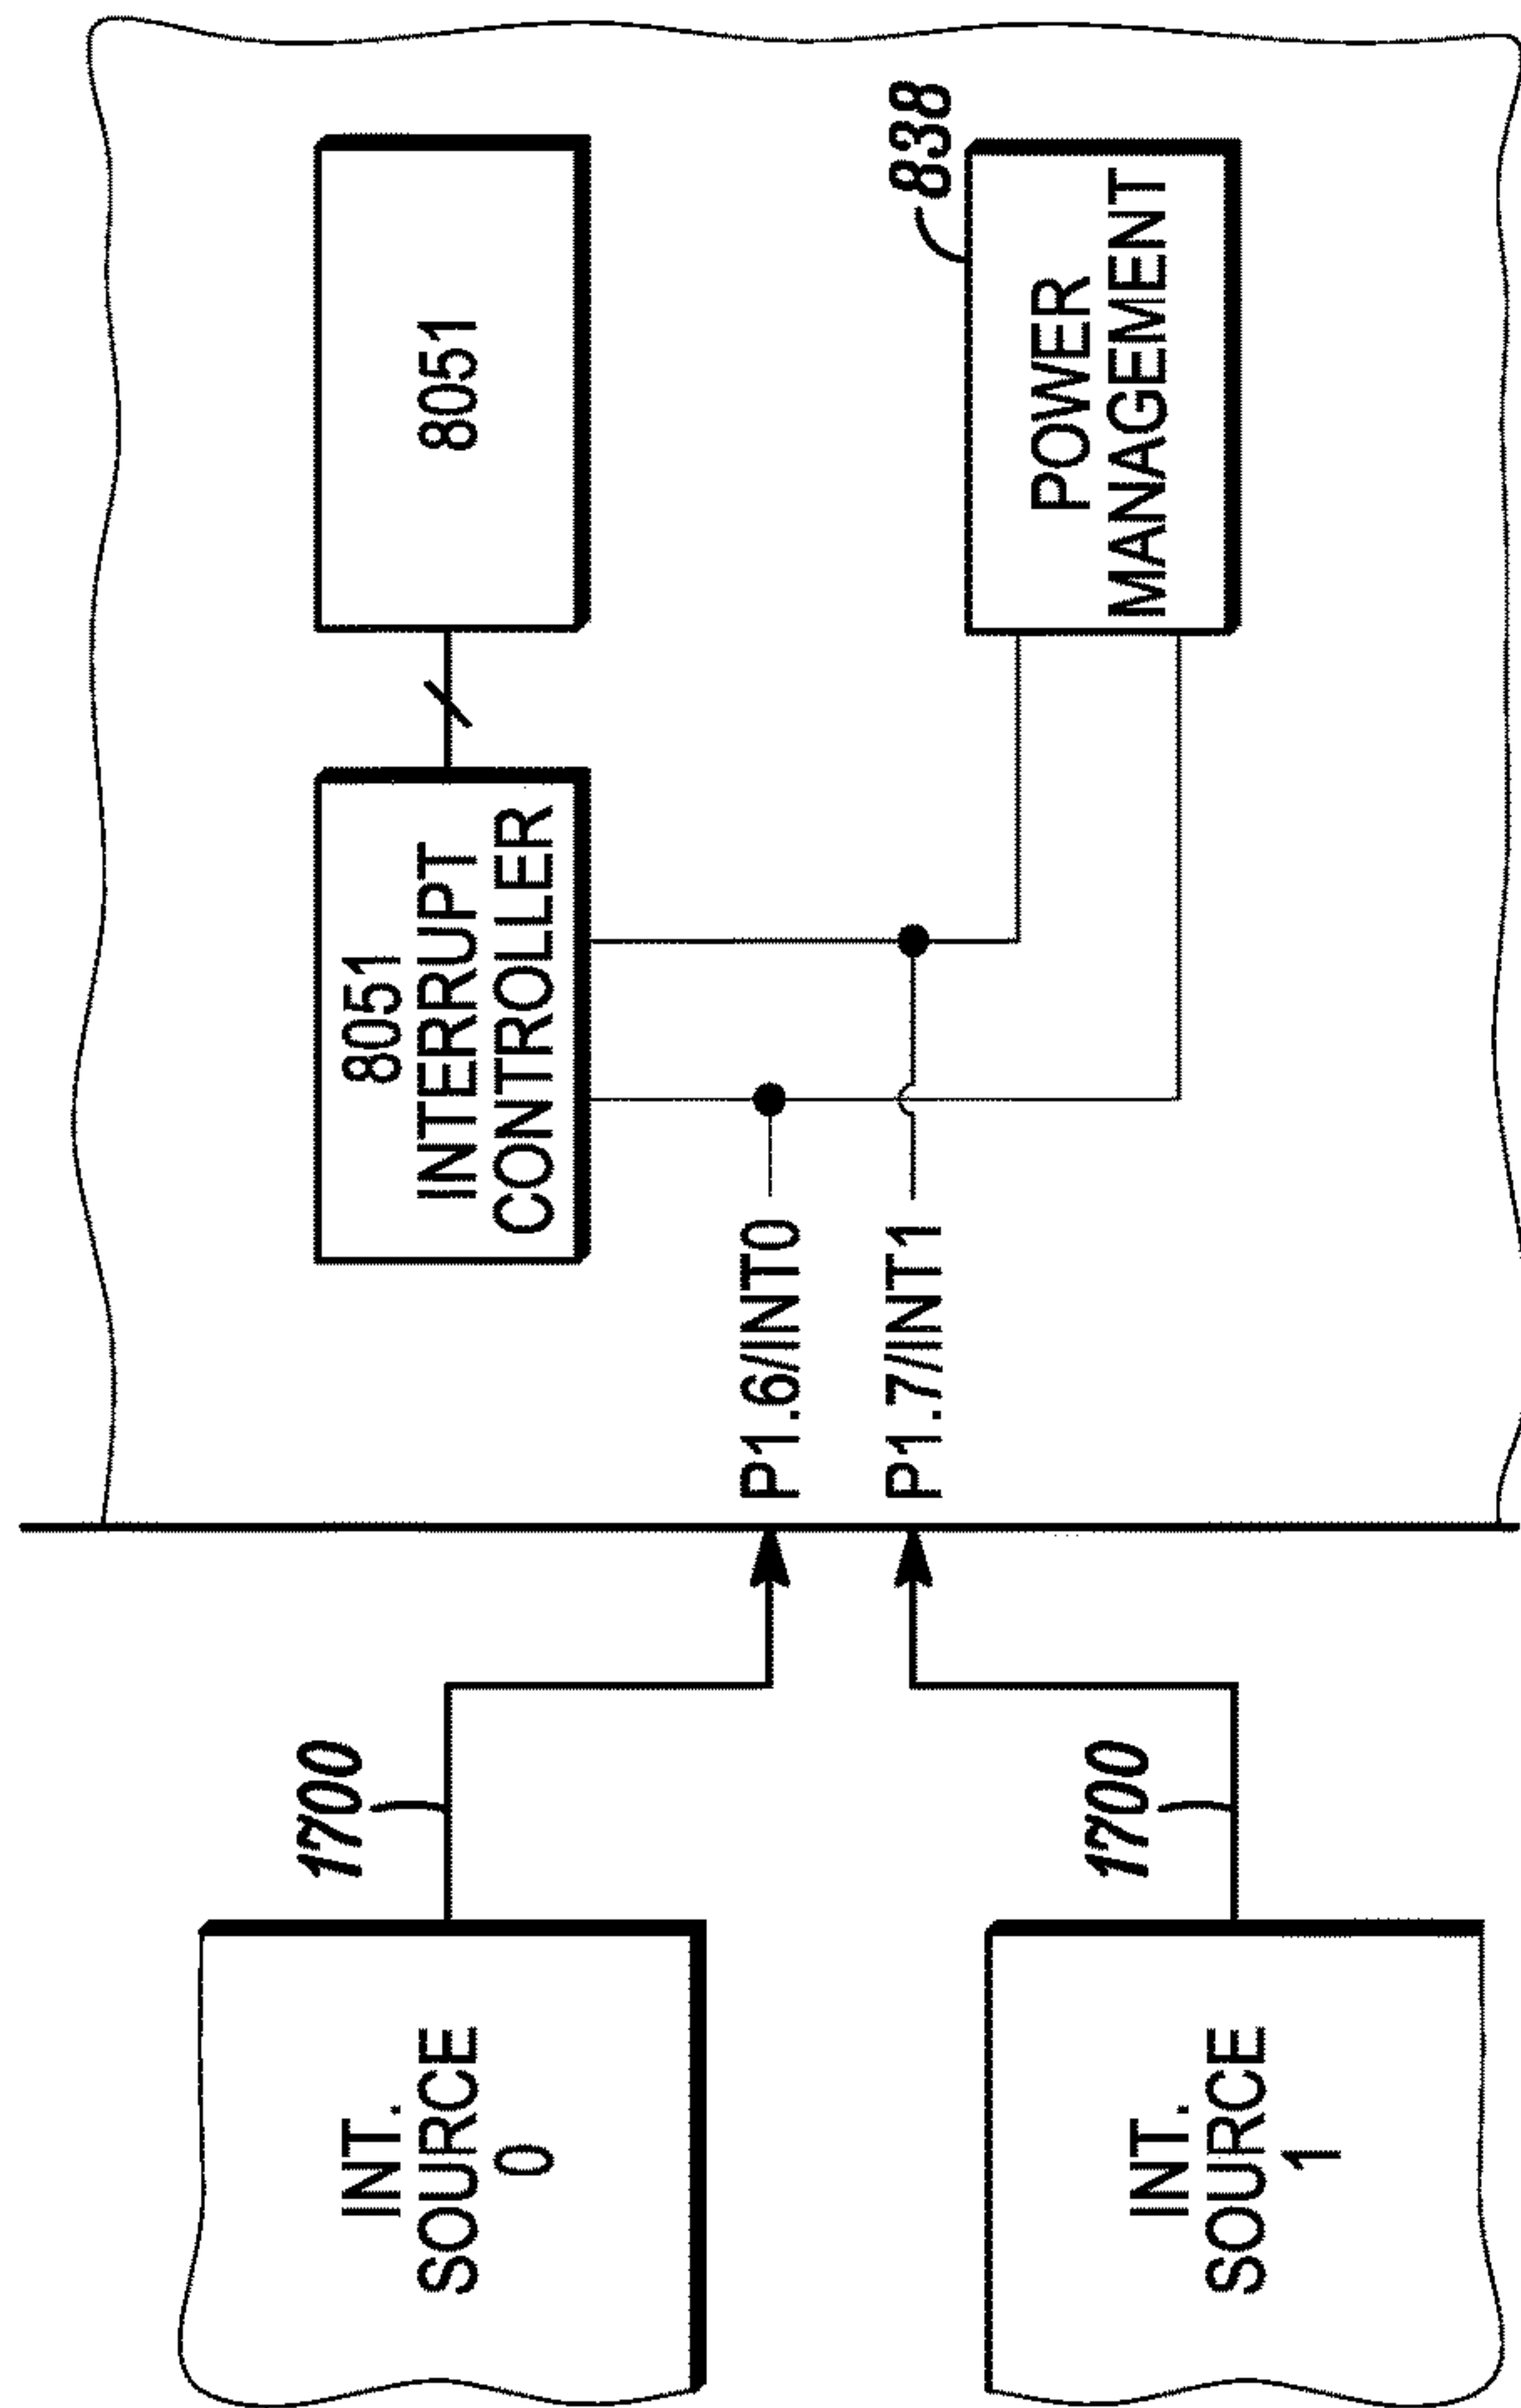 INT.
SOURCE
0
1700
INT.
SOURCE
1
1700
P1.6/INT0
P1.7/INT1
8051
INTERRUPT
CONTROLLER
8051
838
POWER
MANAGEMENT